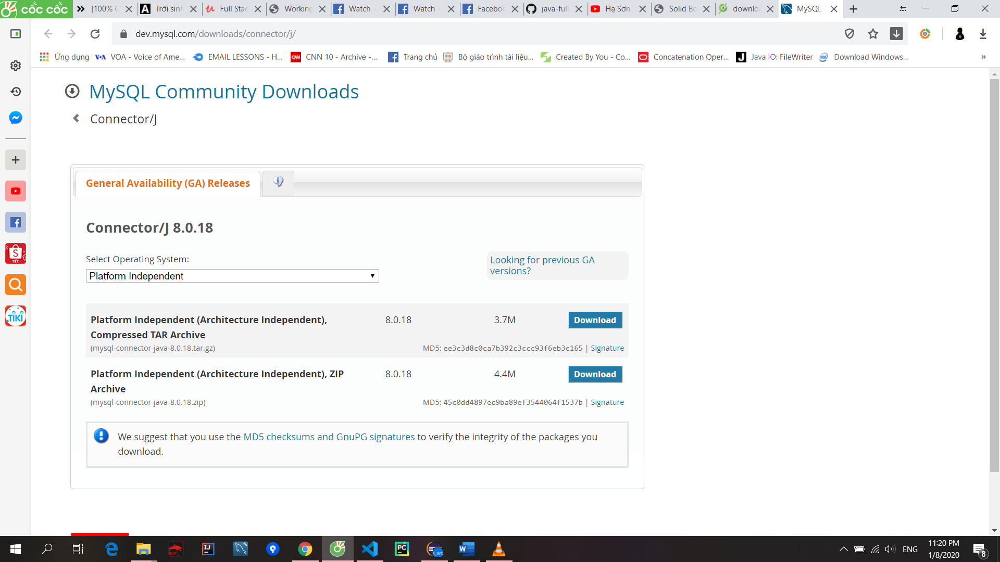 cốc cốc
[100% C
Trời sinh
Full Stac
Working
Watch -
Watch -
Faceboo
java-full
Hạ Sơn
Solid Bo
downloa
MySQL
dev.mysql.com/downloads/connector/j/
Ứng dụng
VOA - Voice of Ame...
EMAIL LESSONS - H...
CNN 10 - Archive -...
Trang chủ
Bộ giáo trình tài liệu...
Created By You - Co...
Concatenation Oper...
Java IO: FileWriter
Download Windows...
MySQL Community Downloads
Connector/J
General Availability (GA) Releases
Connector/J 8.0.18
Select Operating System:
Looking for previous GA
versions?
Platform Independent
Platform Independent (Architecture Independent),
Compressed TAR Archive
8.0.18
3.7M
Download
(mysql-connector-java-8.0.18.tar.gz)
MD5: ee3c3d8c0ca7b392c3ccc93f6eb3c165 | Signature
Platform Independent (Architecture Independent), ZIP
Archive
8.0.18
4.4M
Download
(mysql-connector-java-8.0.18.zip)
MD5: 45c0dd4897ec9ba89ef3544064f1537b | Signature
We suggest that you use the MD5 checksums and GnuPG signatures to verify the integrity of the packages you
download.
TẾT
TIKI
ENG
11:20 PM
1/8/2020
8